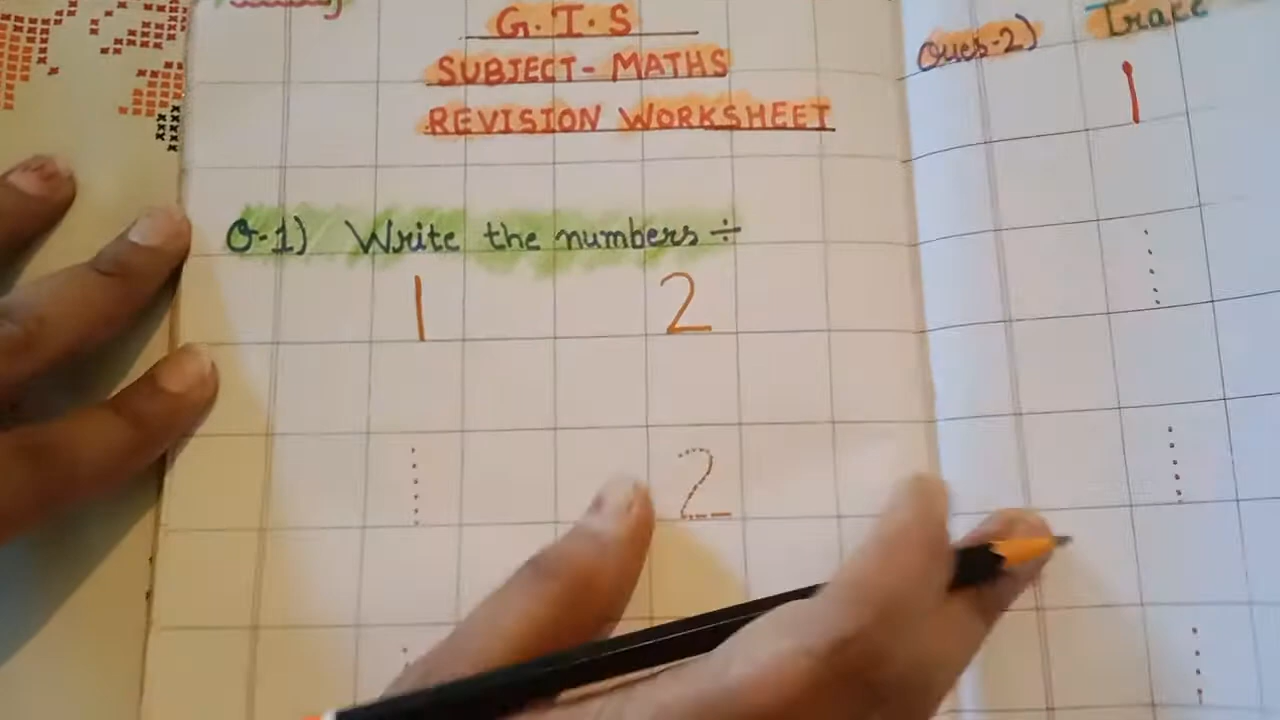 G.I.S
SUBJECT- MATHS
REVISION WORKSHEET
Q-1) Write the numbers ÷
1 2
2
Ques-2) Trace
1